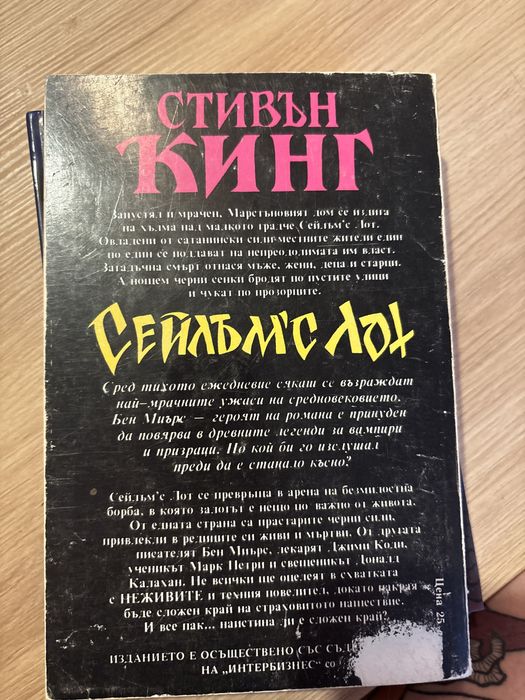 СТИВЪН
КИНГ
Запустял и мрачен, Марстъновият дом се издига
на хълма над малкото градче Сейлъм'с Лот.
Овладени от сатанински сили местните жители един
по един се поддават на непреодолимата им власт.
Загадъчна смърт отнася мъже, жени, деца и старци.
А нощем черни сенки бродят по пустите улици
и чукат по прозорците.
СЕЙЛЪМ'С ЛОТ
Сред тихото ежедневие сякаш се възраждат
най-мрачните ужаси на средновековието.
Бен Миърс — героят на романа е принуден
да повярва в древните легенди за вампири
и призраци. Но кой би го изслушал
преди да е станало късно?
Сейлъм'с Лот се превръща в арена на безмилостна
борба, в която залогът е нещо по важно от живота.
От едната страна са прастарите черни сили,
привлекли в редиците си живи и мъртви. От другата
писателят Бен Миърс, лекарят Джими Коди,
ученикът Марк Петри и свещеникът Доналд
Калахан. Не всички ще оцелеят в схватката
с НЕЖИВИТЕ и техния повелител, докато накрая
бъде сложен край на страховитото нашествие.
И все пак... наистина ли е сложен край?
Цена 25
ИЗДАНИЕТО Е ОСЪЩЕСТВЕНО СЪС СЪД
НА „ИНТЕРБИЗНЕС" со